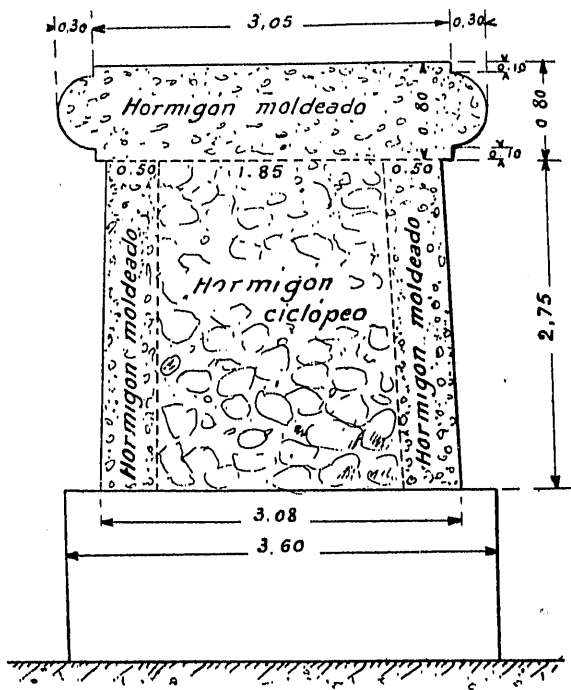 0,30 3,05 0,30
0,10
Hormigon moldeado 0,80 0 80
0,10
0.50 1.85 0.50
Hormigon moldeado
Hormigon
ciclopeo
Hormigon moldeado
2,75
3.08
3.60